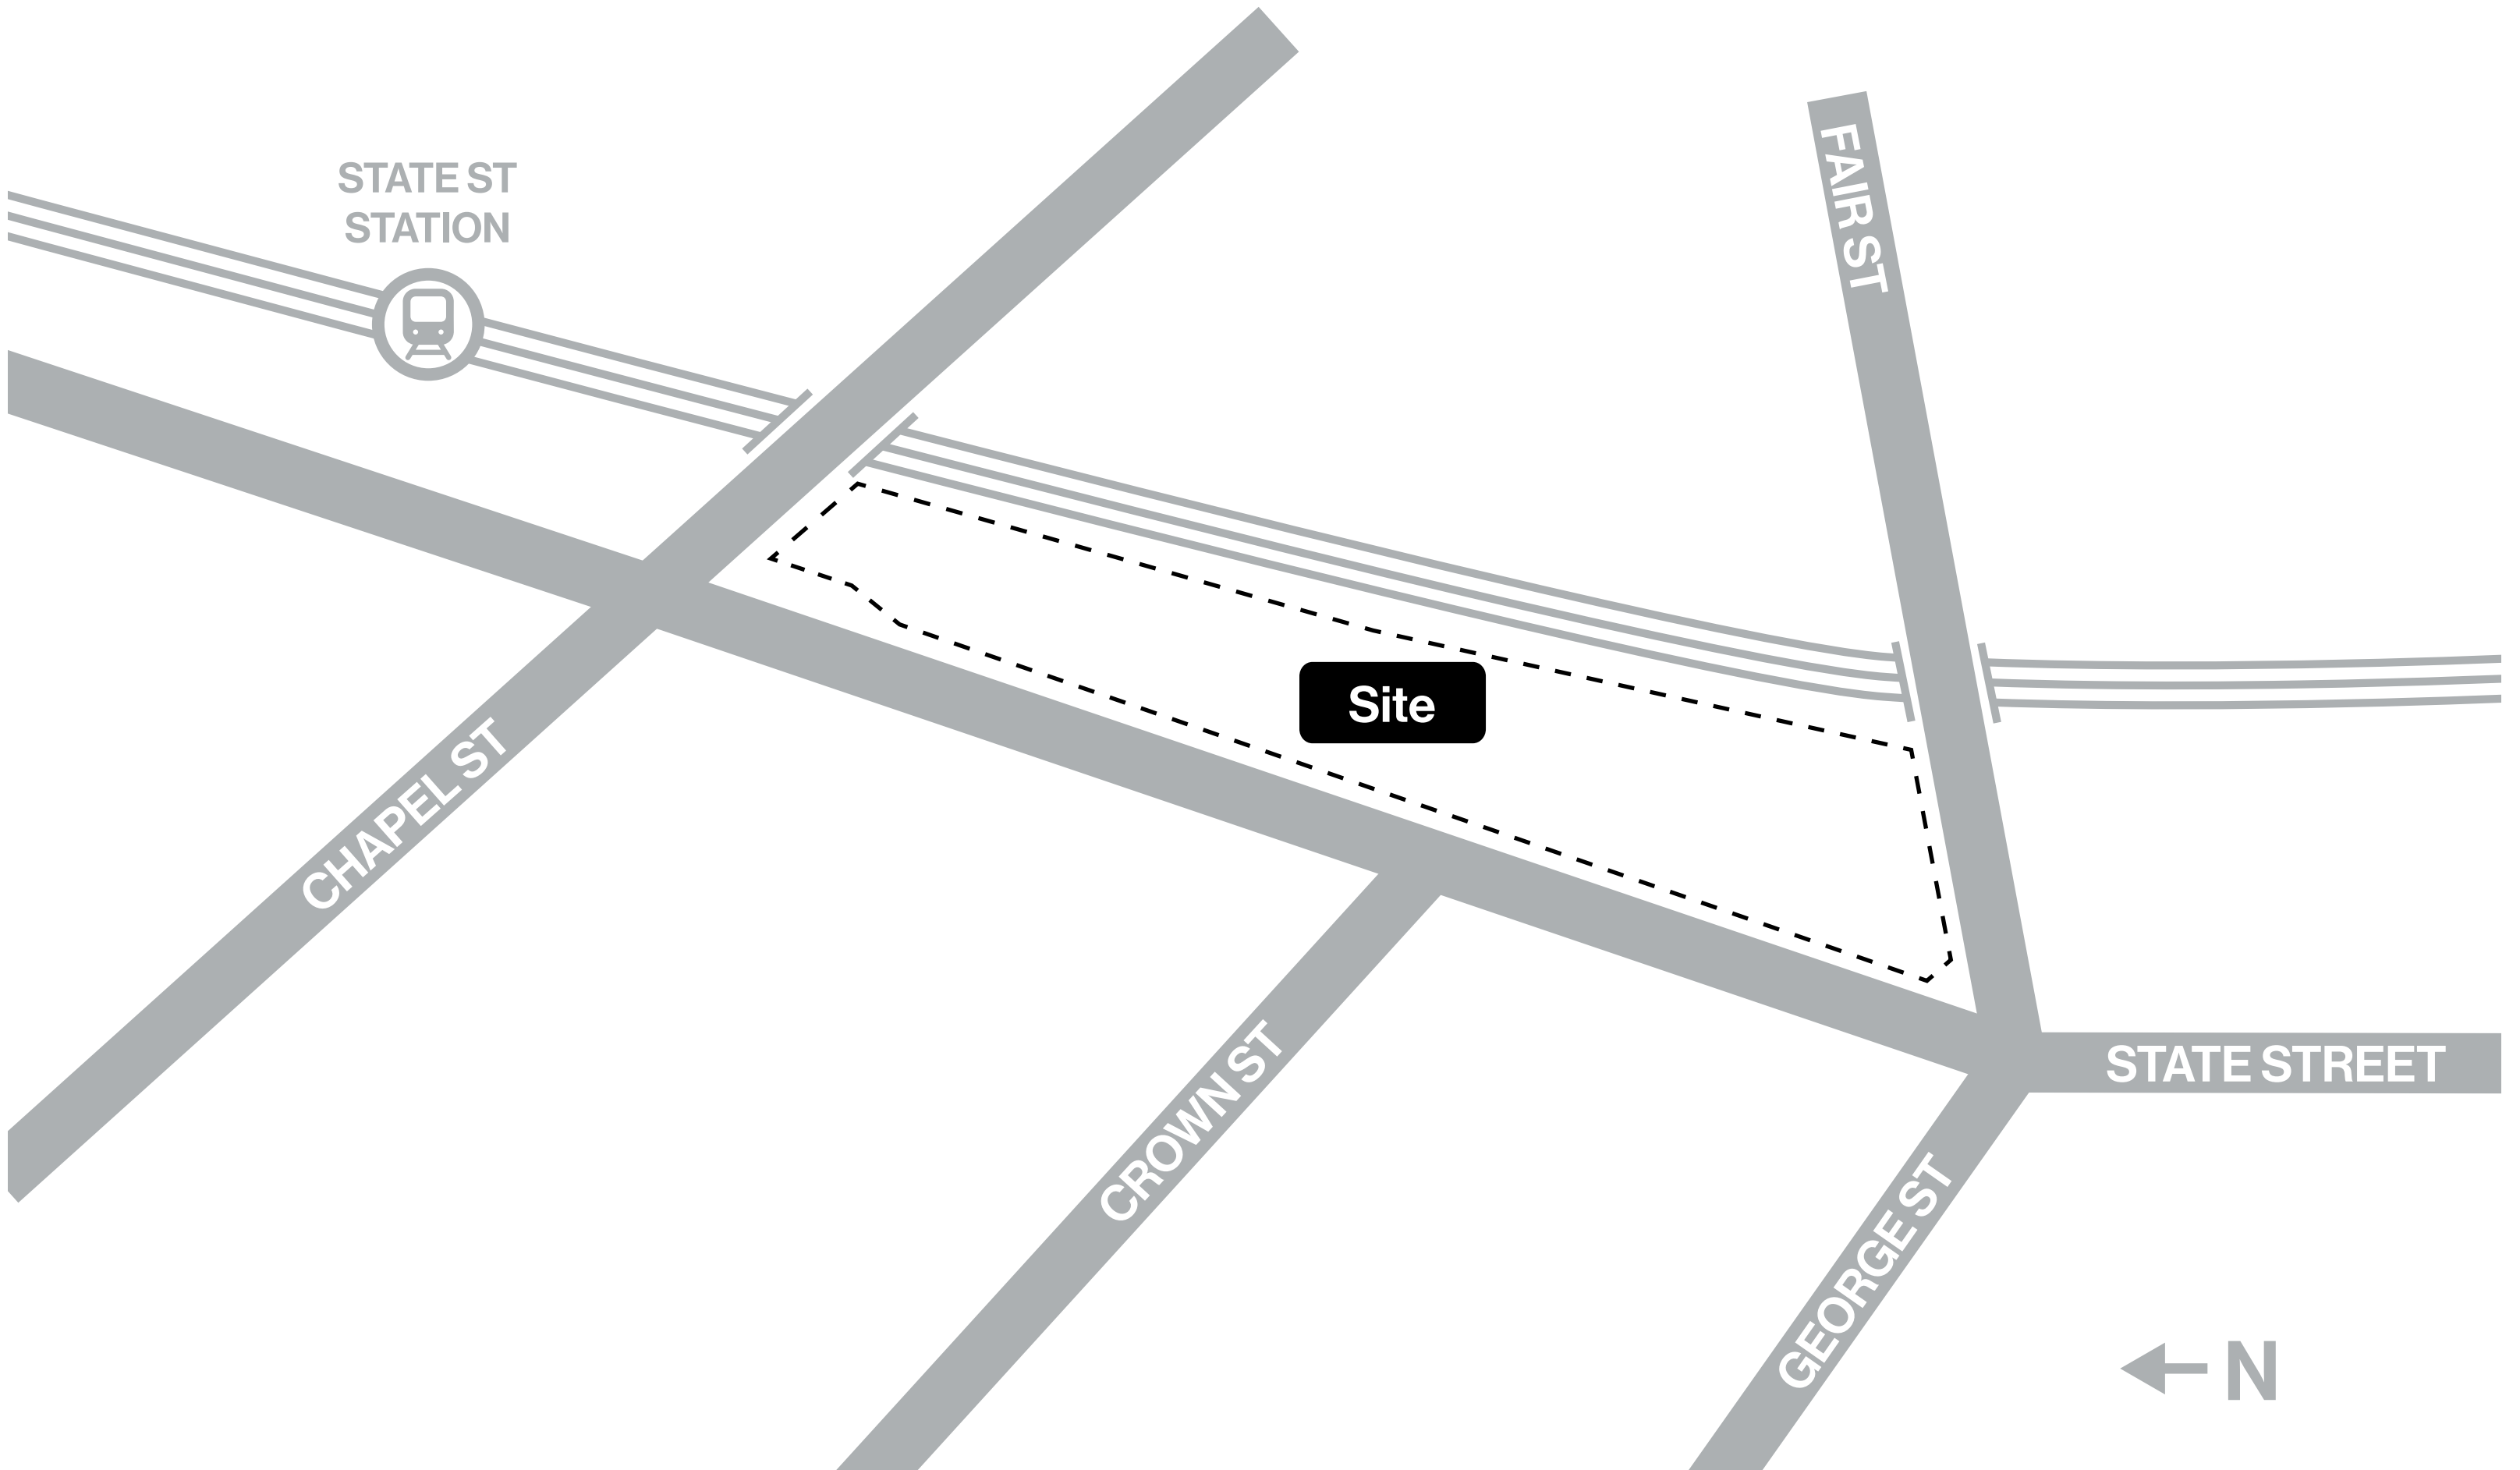 STATE ST
STATION
FAIR ST
Site
CHAPEL ST
CROWN ST
STATE STREET
GEORGE ST
N